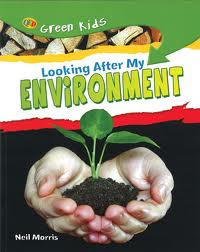 Green Kids
Looking After My
ENVIRONMENT
Neil Morris